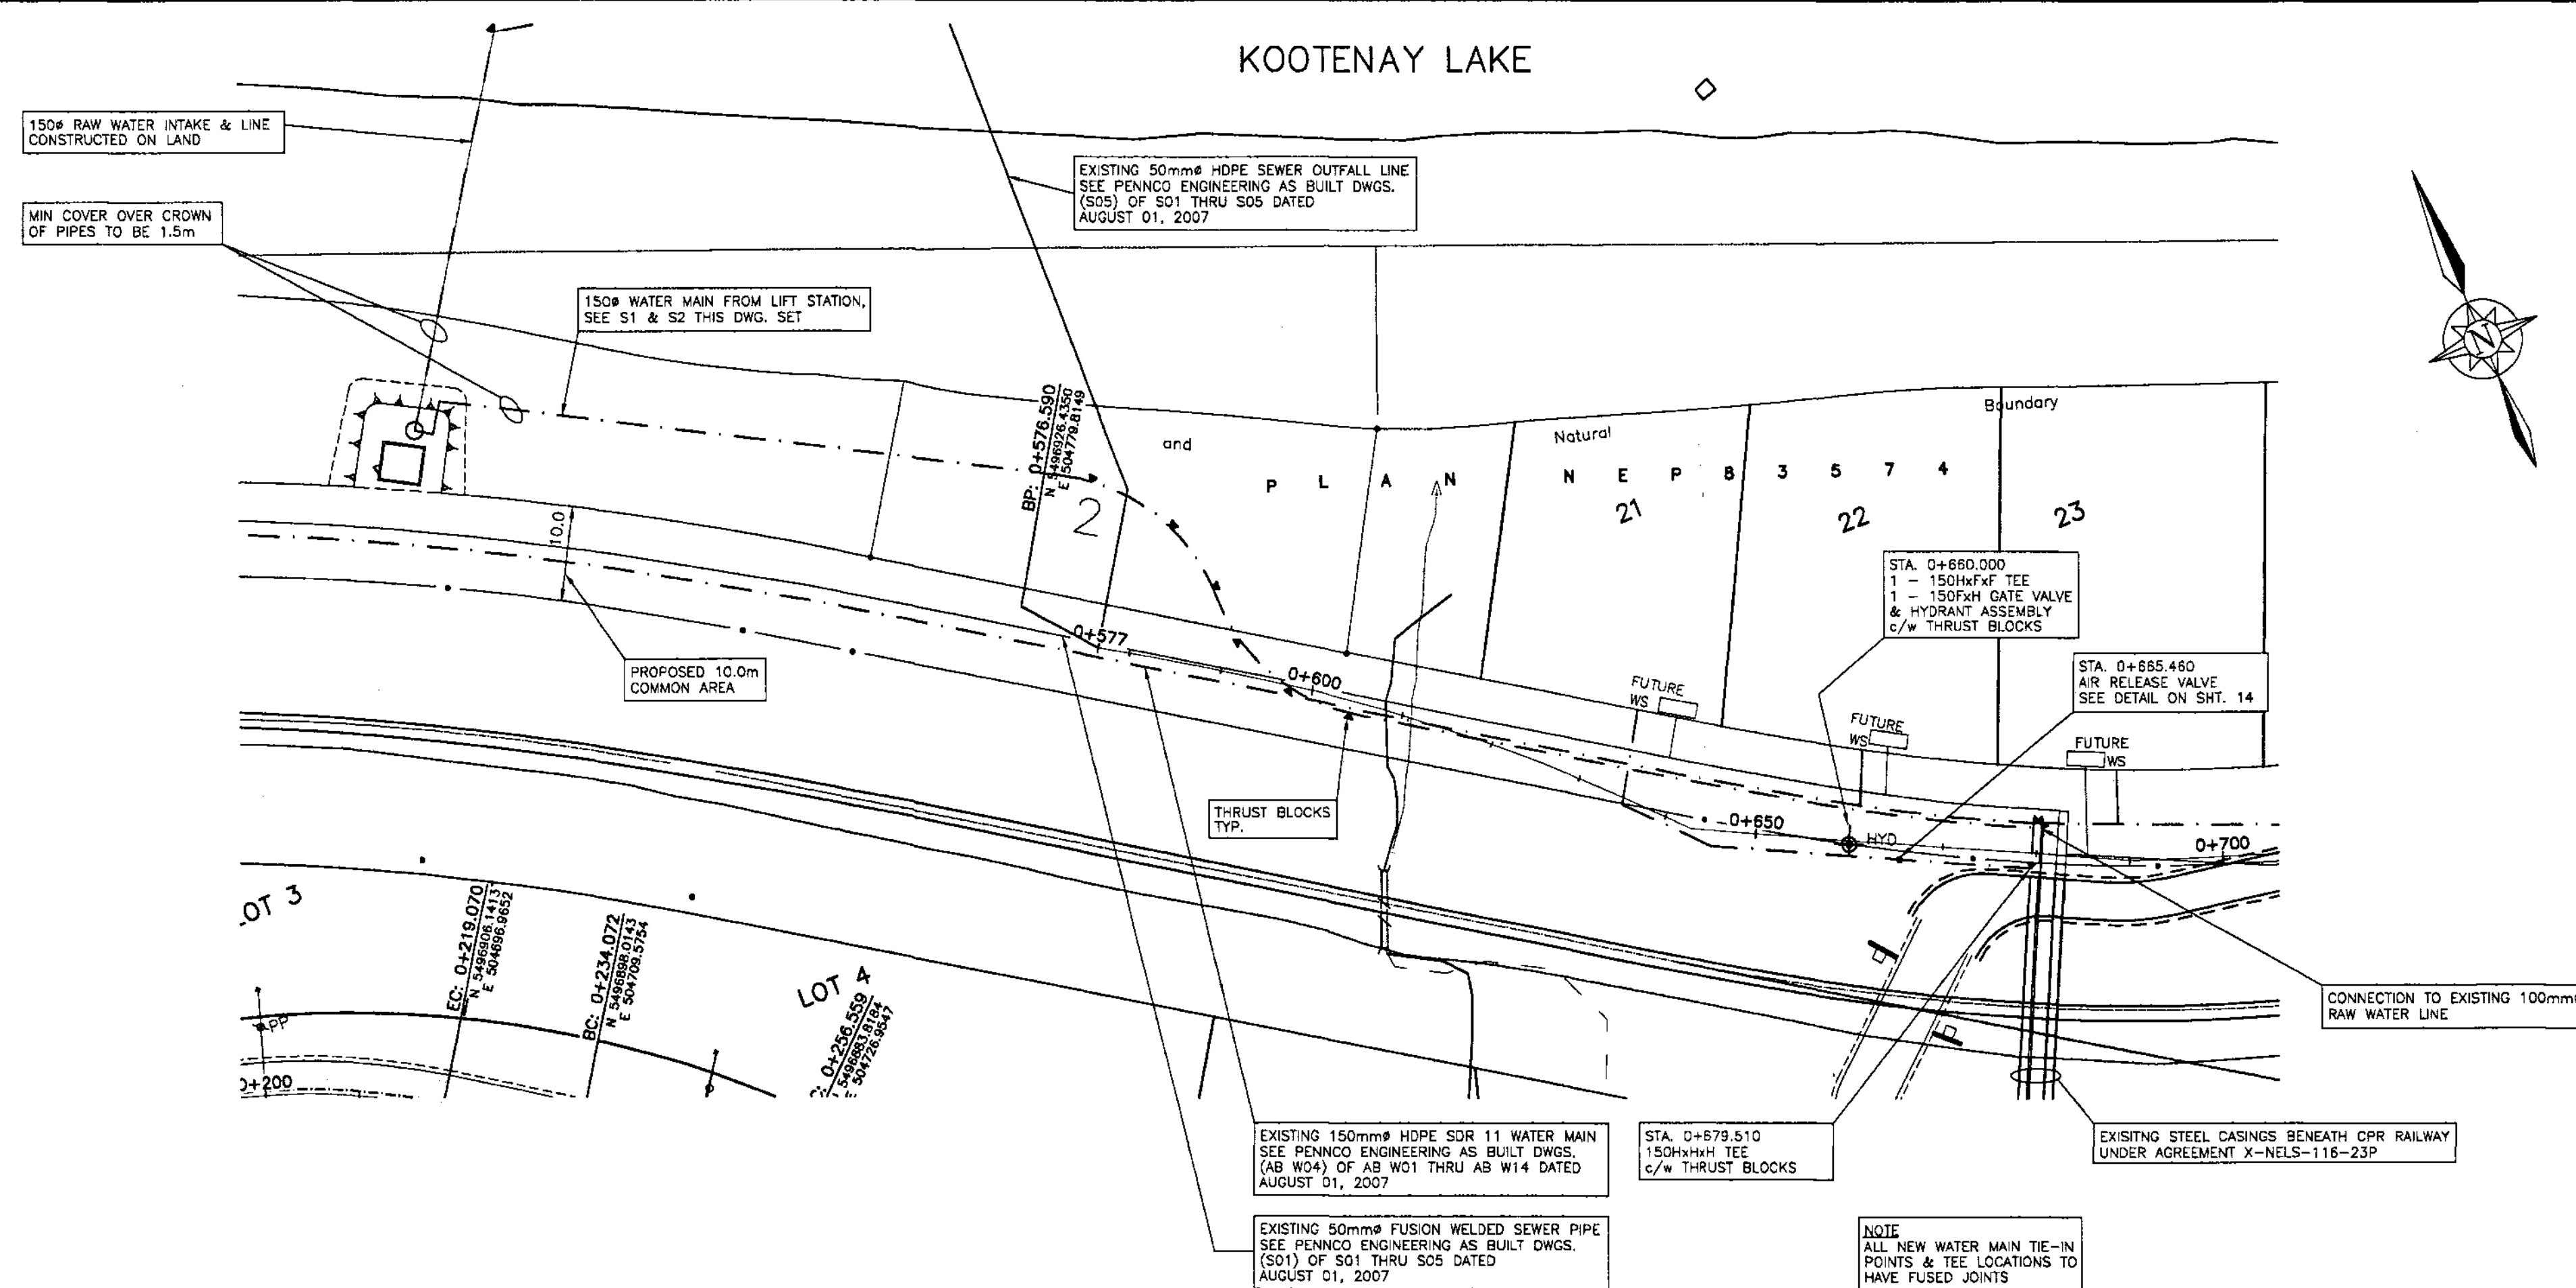 KOOTENAY LAKE
150ø RAW WATER INTAKE & LINE
CONSTRUCTED ON LAND
EXISTING 50mmø HDPE SEWER OUTFALL LINE
SEE PENNCO ENGINEERING AS BUILT DWGS.
(S05) OF S01 THRU S05 DATED
AUGUST 01, 2007
MIN COVER OVER CROWN
OF PIPES TO BE 1.5m
150ø WATER MAIN FROM LIFT STATION,
SEE S1 & S2 THIS DWG. SET
N
BP: 0+576.590
N 5496926.4350
E 504779.8149
2
and
Natural
Boundary
PLAN NEP83574
21
22
23
10.0
STA. 0+660.000
1 - 150HxFxF TEE
1 - 150FxH GATE VALVE
& HYDRANT ASSEMBLY
c/w THRUST BLOCKS
0+577
PROPOSED 10.0m
COMMON AREA
0+600
FUTURE
WS
STA. 0+665.460
AIR RELEASE VALVE
SEE DETAIL ON SHT. 14
FUTURE
WS
FUTURE
WS
THRUST BLOCKS
TYP.
0+650
HYD
0+700
OT 3
EC: 0+219.070
N 5496906.1413
E 504696.9652
BC: 0+234.072
N 5496898.0143
E 504709.5754
LOT 4
C: 0+256.559
5496883.8184
504726.9547
PP
0+200
CONNECTION TO EXISTING 100mm
RAW WATER LINE
EXISTING 150mmø HDPE SDR 11 WATER MAIN
SEE PENNCO ENGINEERING AS BUILT DWGS.
(AB W04) OF AB W01 THRU AB W14 DATED
AUGUST 01, 2007
STA. 0+679.510
150HxHxH TEE
c/w THRUST BLOCKS
EXISITNG STEEL CASINGS BENEATH CPR RAILWAY
UNDER AGREEMENT X-NELS-116-23P
EXISTING 50mmø FUSION WELDED SEWER PIPE
SEE PENNCO ENGINEERING AS BUILT DWGS.
(S01) OF S01 THRU S05 DATED
AUGUST 01, 2007
NOTE
ALL NEW WATER MAIN TIE-IN
POINTS & TEE LOCATIONS TO
HAVE FUSED JOINTS